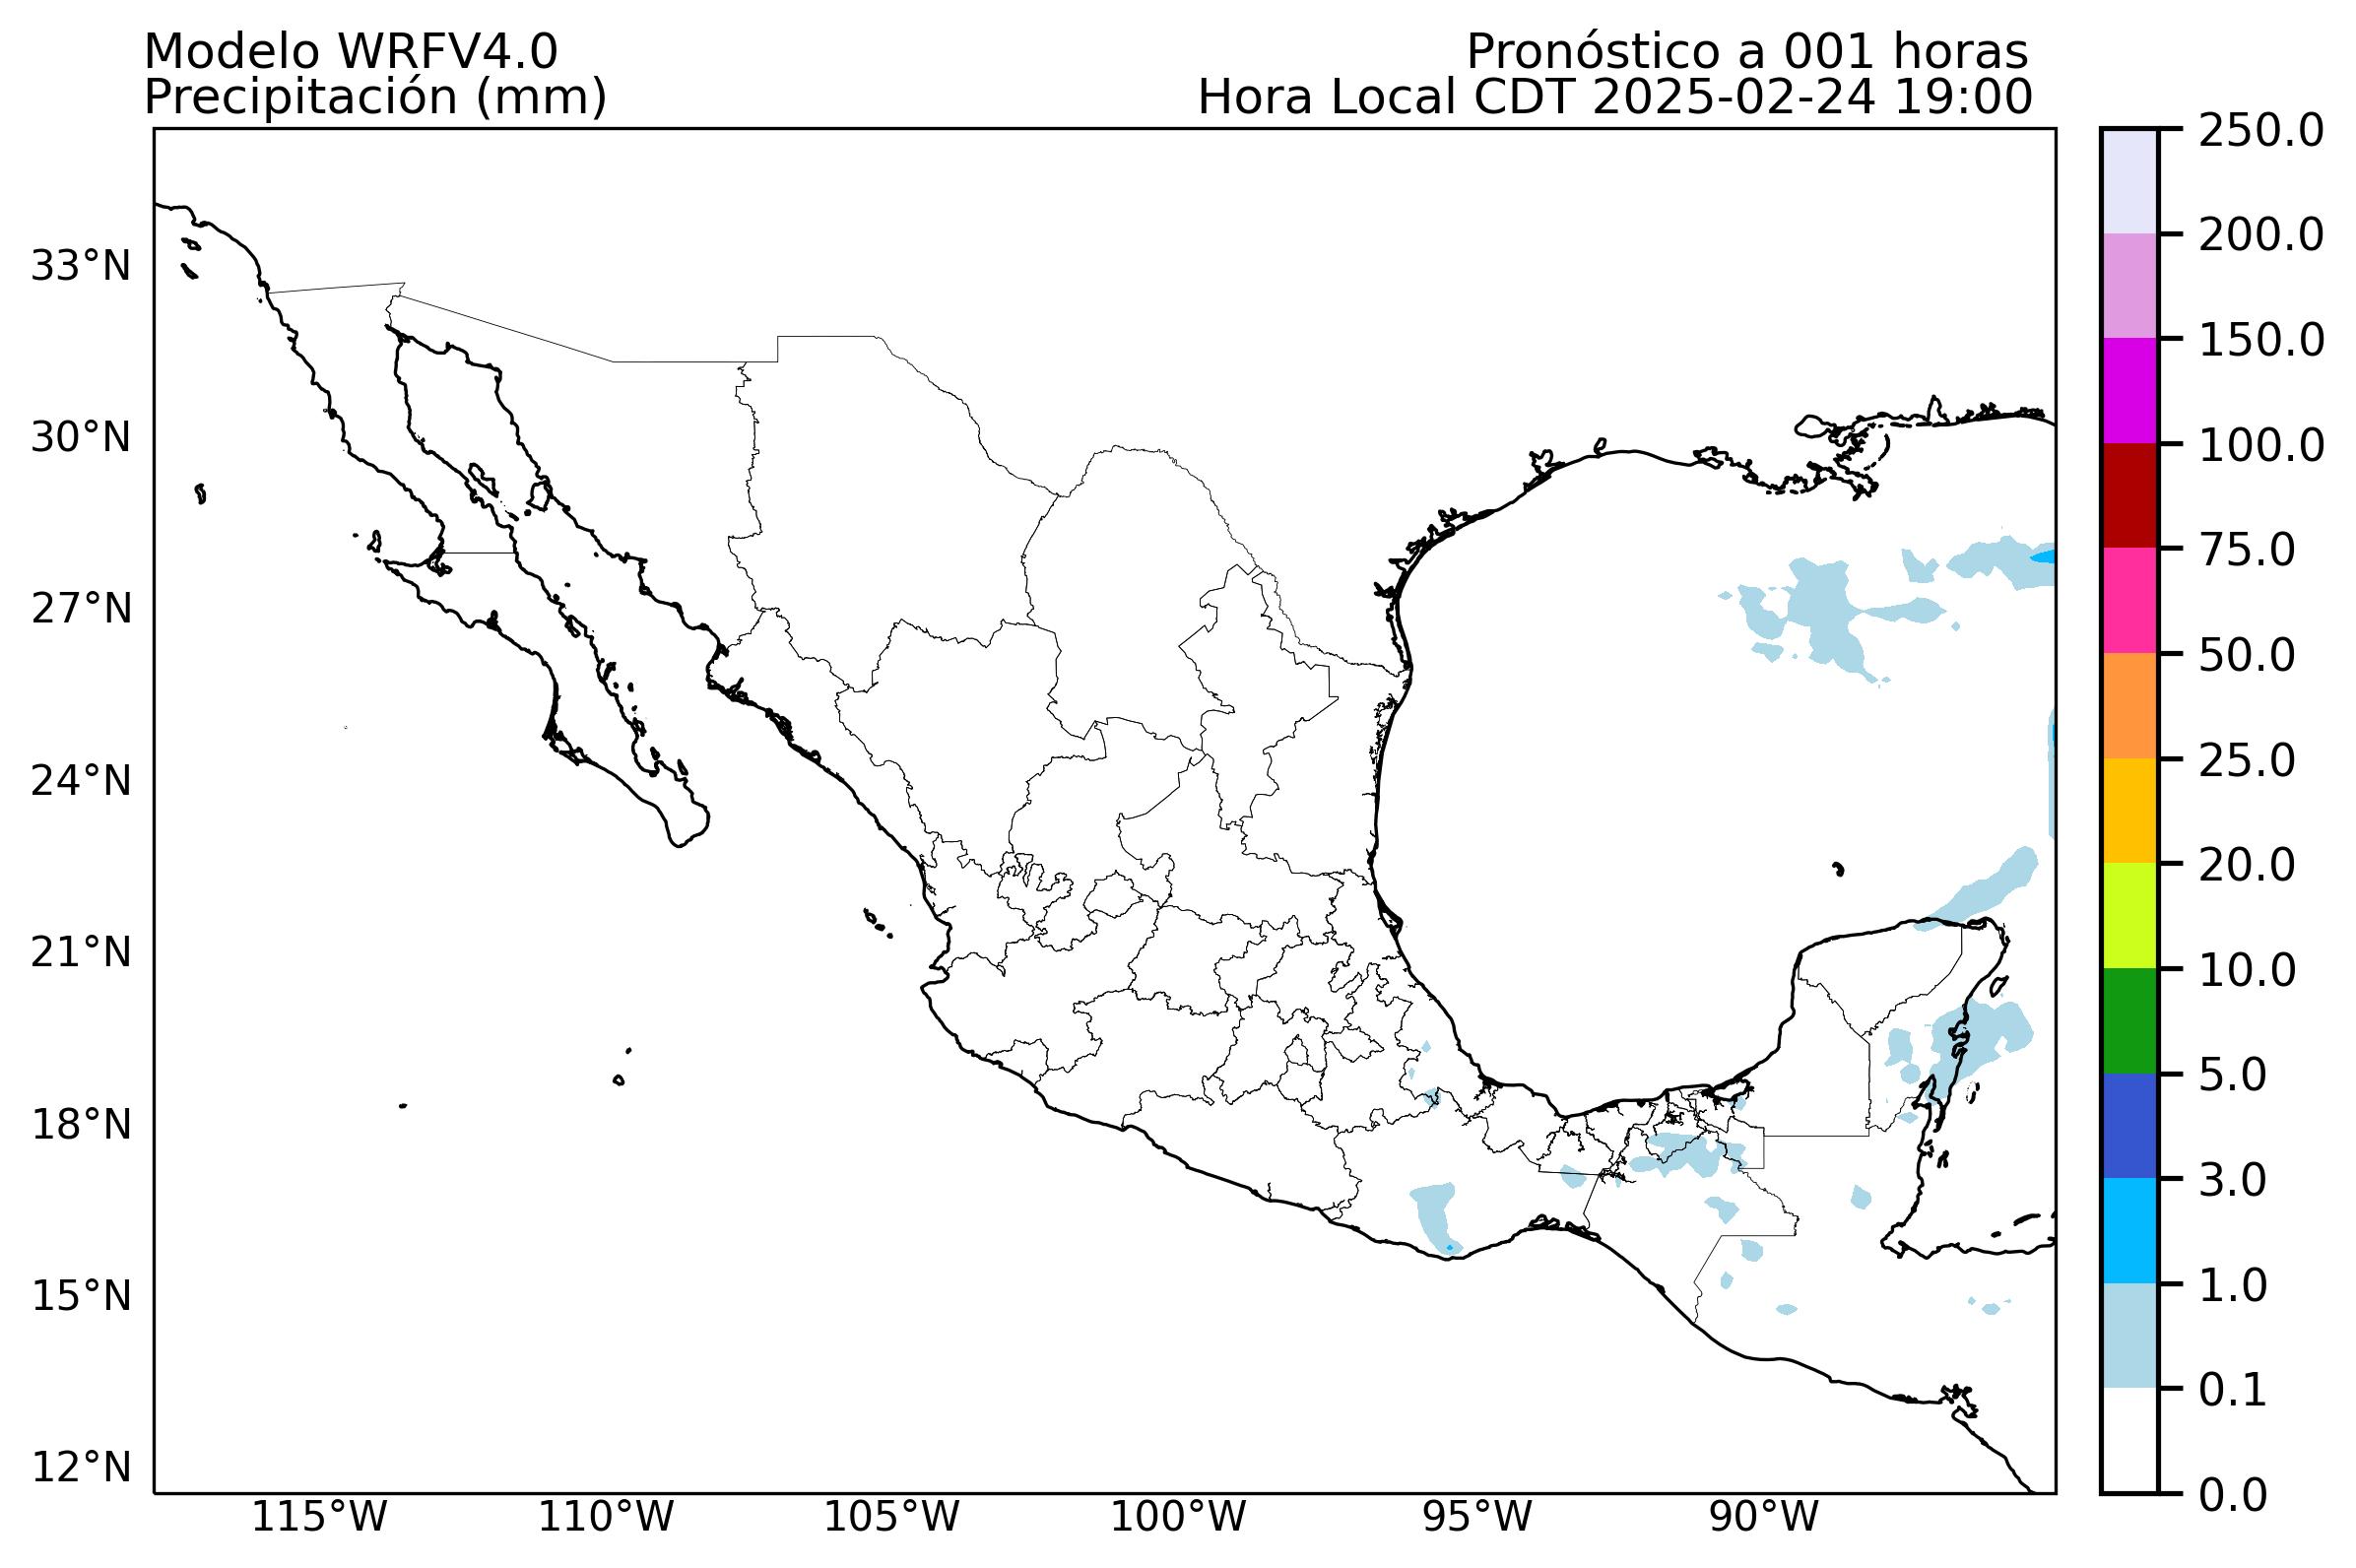 Modelo WRFV4.0
Precipitación (mm)
Pronóstico a 001 horas
Hora Local CDT 2025-02-24 19:00
33°N
30°N
27°N
24°N
21°N
18°N
15°N
12°N
115°W
110°W
105°W
100°W
95°W
90°W
250.0
200.0
150.0
100.0
75.0
50.0
25.0
20.0
10.0
5.0
3.0
1.0
0.1
0.0